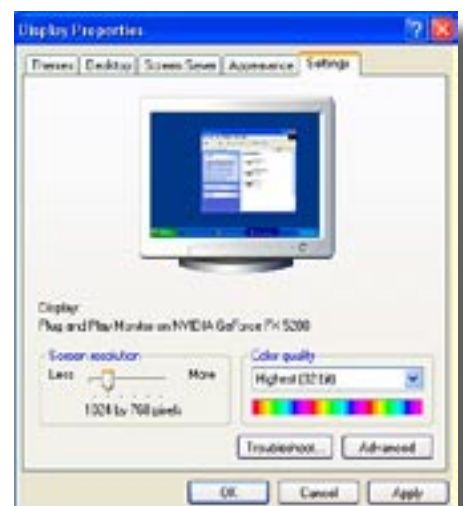 Display Properties
Themes Desktop Screen Saver Appearance Settings
Display:
Plug and Play Monitor on NVIDIA GeForce FX 5200
Screen resolution
Less More
1024 by 768 pixels
Color quality
Highest (32 bit)
Troubleshoot... Advanced
OK Cancel Apply